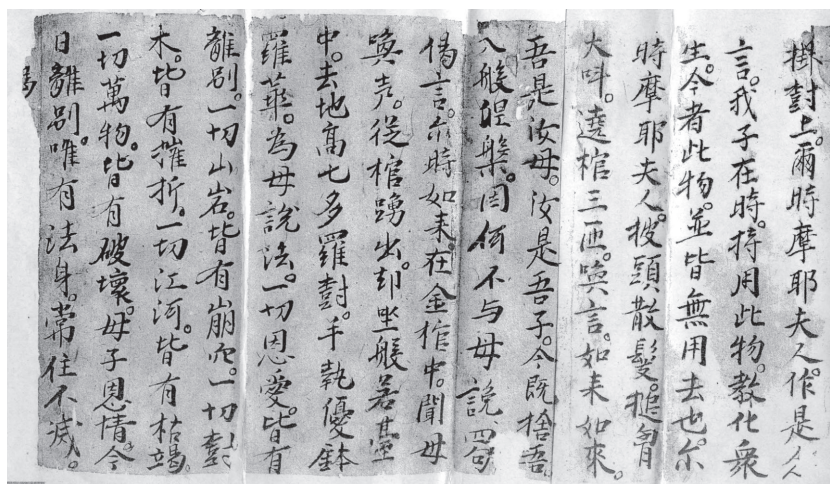 掛對上。爾時摩耶夫人。作是
言。我子在時。持用此物。教化衆
生。今者此物。並皆無用去也。尒
時摩耶夫人。披頭散髮。搥胷
大叫。遶棺三匝。喚言。如来如來。
吾是汝母。汝是吾子。今既捨吾。
入般涅槃。因何不与母說四句
偈言。尒時如来。在金棺中。聞母
喚声。從棺踊出。却坐般若臺
中。去地高七多羅對。手執優鉢
羅華。為母說法。一切恩愛。皆有
離別。一切山岩。皆有崩。一切對
木。皆有摧折。一切江河。皆有枯竭。
一切萬物。皆有破壞。母子恩情。今
日離別。唯有法身。常住不滅。